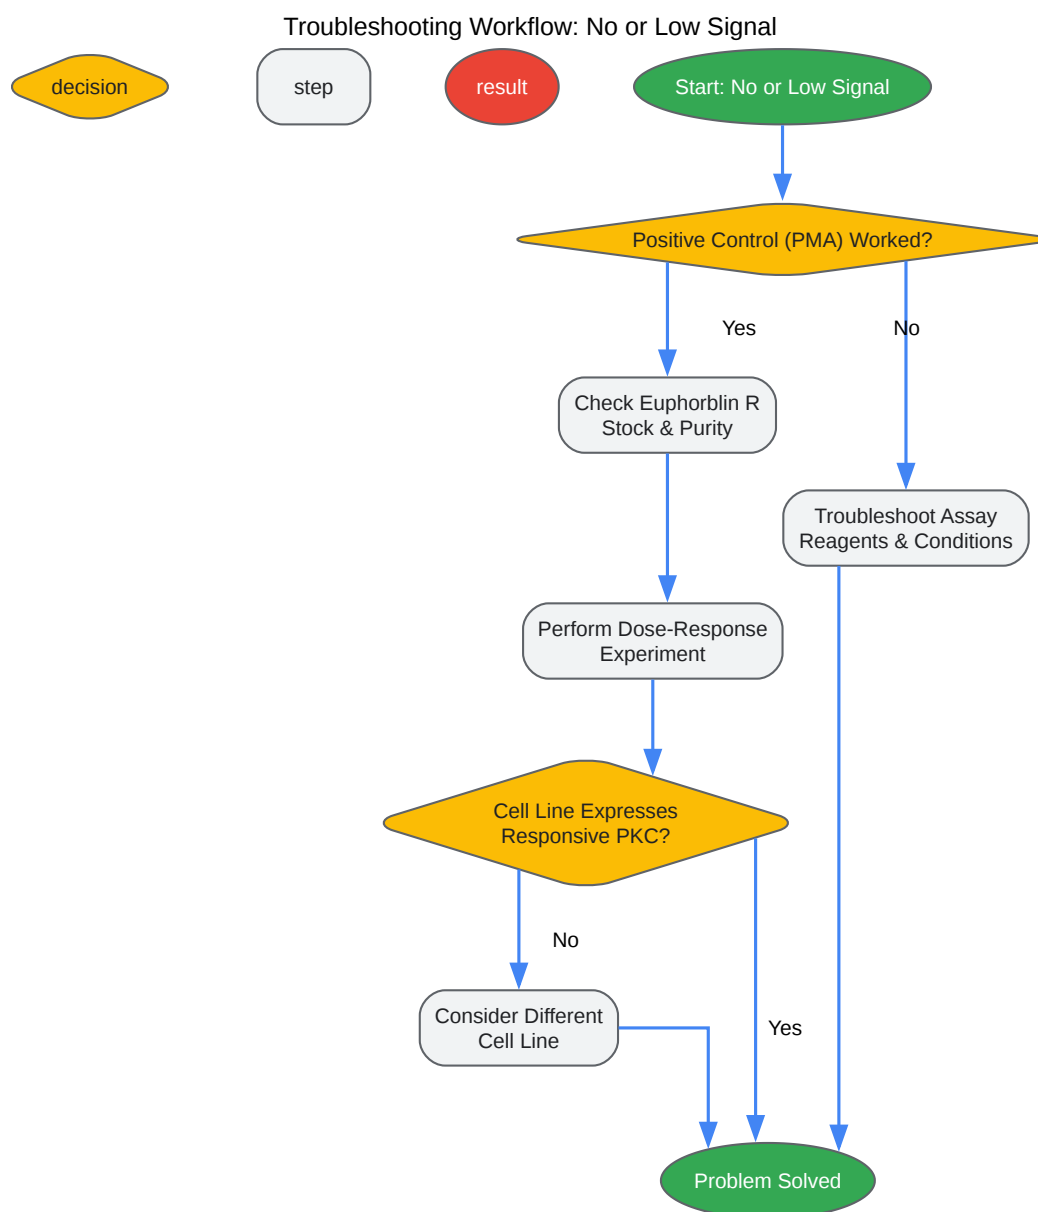 Troubleshooting Workflow: No or Low Signal
decision
step
result
Start: No or Low Signal
Positive Control (PMA) Worked?
Yes
No
Check Euphorblin R
Stock & Purity
Troubleshoot Assay
Reagents & Conditions
Perform Dose-Response
Experiment
Cell Line Expresses
Responsive PKC?
No
Consider Different
Cell Line
Yes
Problem Solved